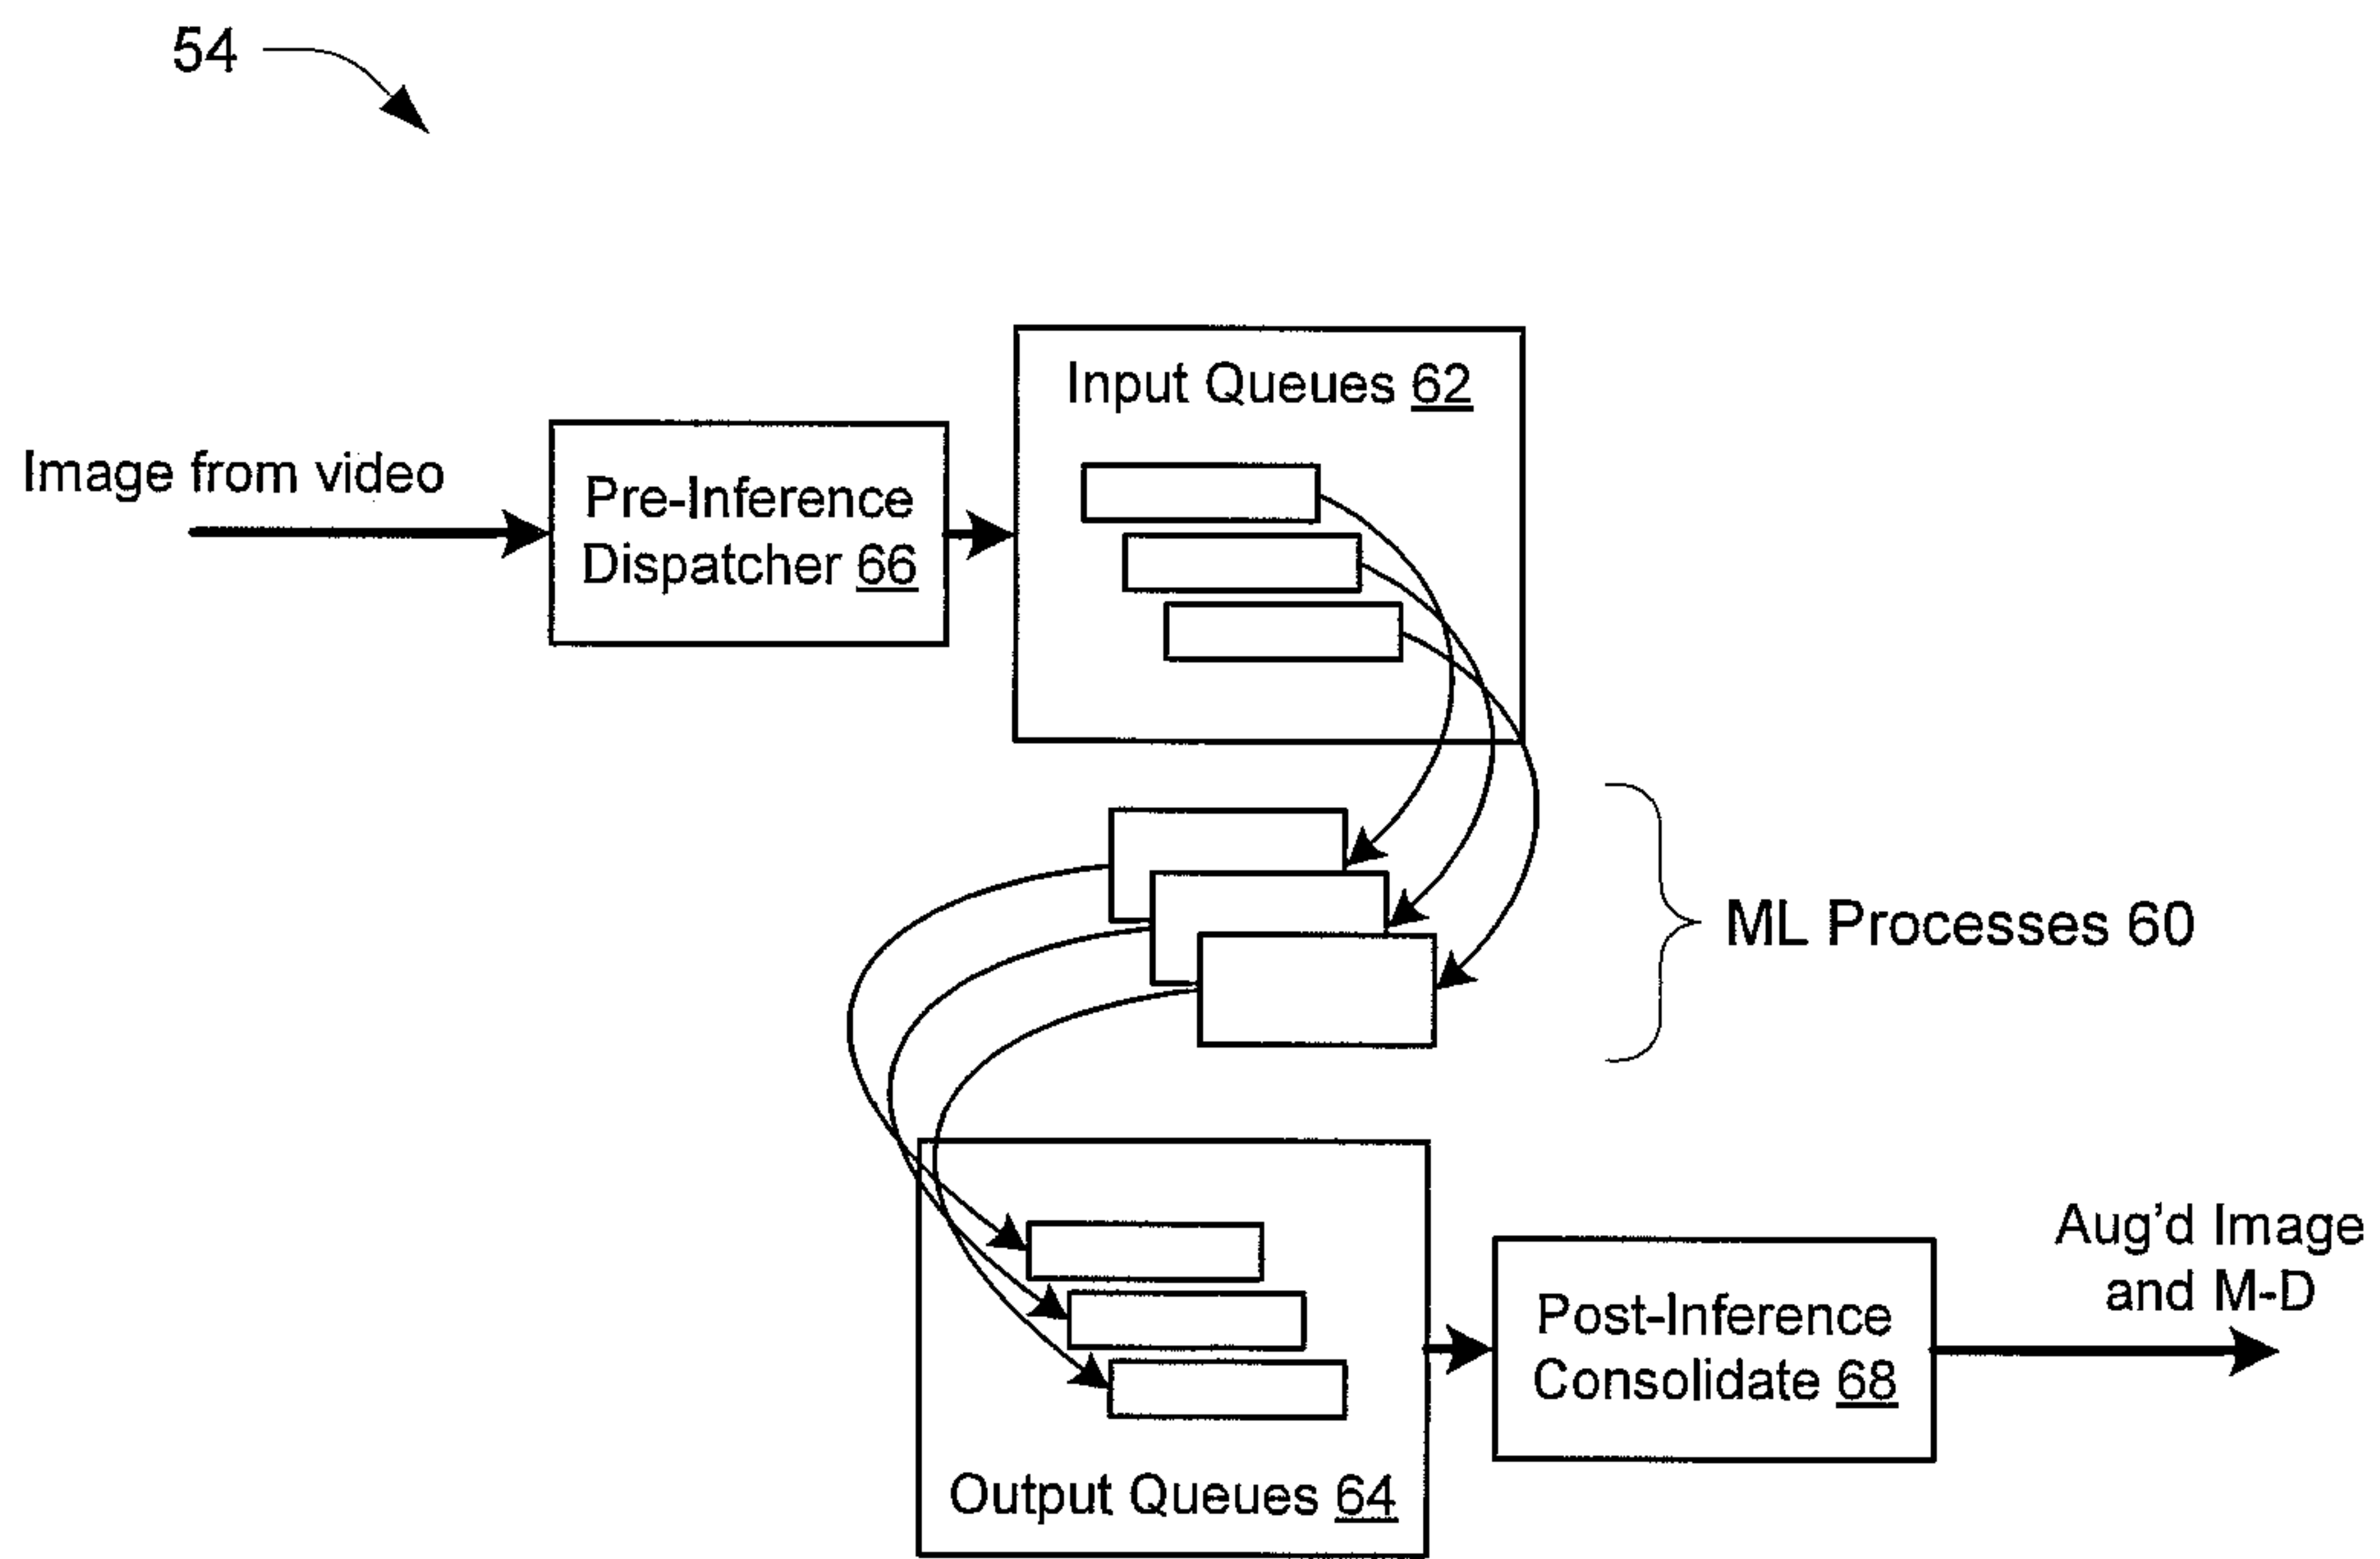 54
Input Queues 62
Image from video
Pre-Inference
Dispatcher 66
ML Processes 60
Aug'd Image
and M-D
Post-Inference
Consolidate 68
Output Queues 64